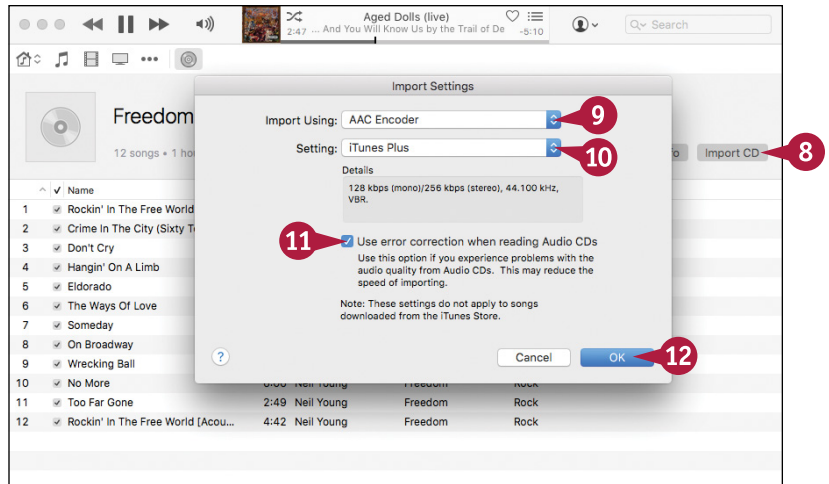 Aged Dolls (live)
2:47 ... And You Will Know Us by the Trail of De -5:10
Search
Import Settings
Freedom
Import Using: AAC Encoder
9
12 songs • 1 hou
Setting: iTunes Plus
10
fo
Import CD
8
Details
128 kbps (mono)/256 kbps (stereo), 44.100 kHz,
VBR.
✓ Name
1 Rockin' In The Free World
2 Crime In The City (Sixty T
11
Use error correction when reading Audio CDs
3 Don't Cry
Use this option if you experience problems with the
audio quality from Audio CDs. This may reduce the
speed of importing.
4 Hangin' On A Limb
5 Eldorado
6 The Ways Of Love
Note: These settings do not apply to songs
downloaded from the iTunes Store.
7 Someday
8 On Broadway
?
Cancel
OK
12
9 Wrecking Ball
10 No More Neil Young Freedom Rock
11 Too Far Gone 2:49 Neil Young Freedom Rock
12 Rockin' In The Free World [Acou... 4:42 Neil Young Freedom Rock